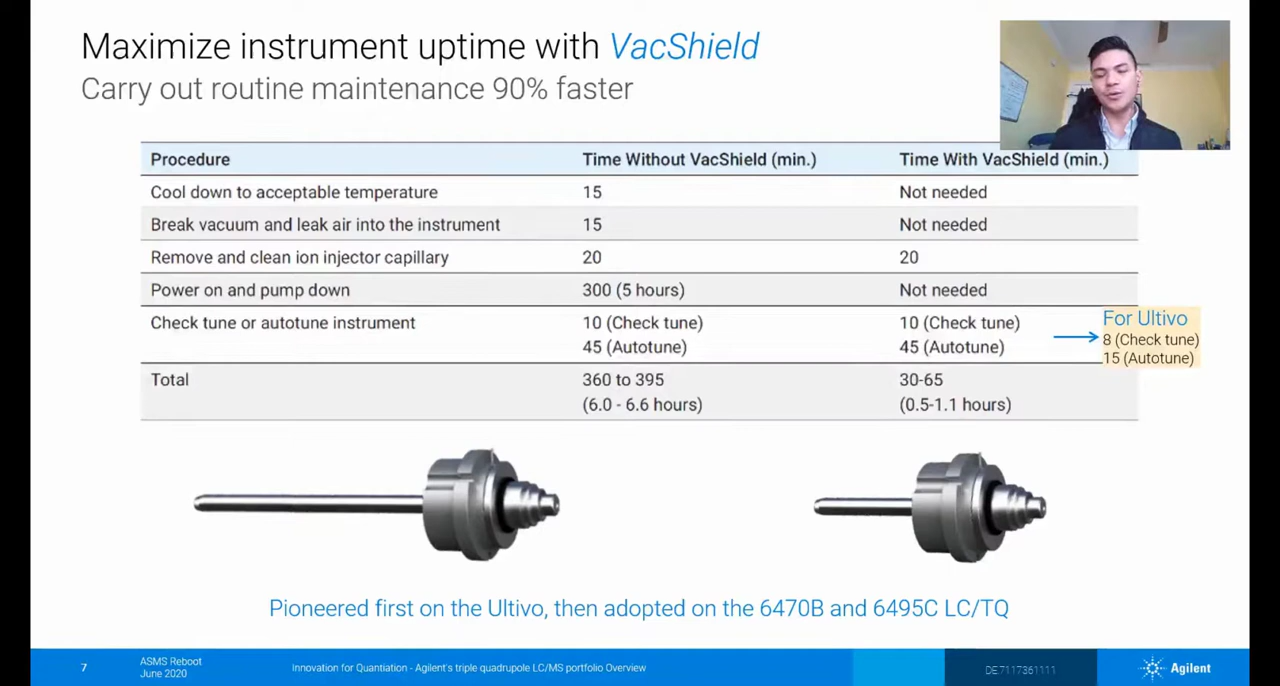 Maximize instrument uptime with VacShield
Carry out routine maintenance 90% faster
Procedure Time Without VacShield (min.) Time With VacShield (min.)
Cool down to acceptable temperature 15 Not needed
Break vacuum and leak air into the instrument 15 Not needed
Remove and clean ion injector capillary 20 20
Power on and pump down 300 (5 hours) Not needed
Check tune or autotune instrument 10 (Check tune) 10 (Check tune)
45 (Autotune) 45 (Autotune)
For Ultivo
8 (Check tune)
15 (Autotune)
Total 360 to 395 30-65
(6.0 - 6.6 hours) (0.5-1.1 hours)
Pioneered first on the Ultivo, then adopted on the 6470B and 6495C LC/TQ
7
ASMS Reboot
June 2020
Innovation for Quantiation - Agilent's triple quadrupole LC/MS portfolio Overview
DE.7117361111
Agilent